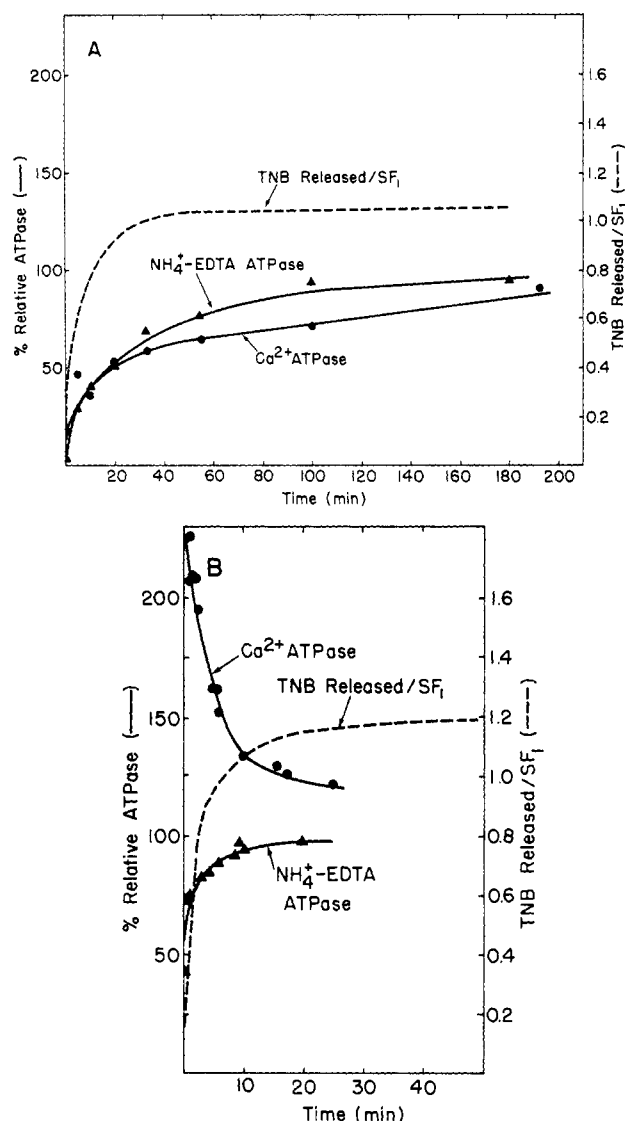 A
% Relative ATPase (——)
200
150
100
50
TNB Released/SF₁
NH₄⁺-EDTA ATPase
Ca²⁺ATPase
1.6
1.4
1.2
1.0
0.8
0.6
0.4
0.2
TNB Released/SF₁ (----)
0 20 40 60 80 100 120 140 160 180 200
Time (min)
B
% Relative ATPase (——)
200
150
100
50
Ca²⁺ATPase
TNB Released/SF₁
NH₄⁺-EDTA
ATPase
1.6
1.4
1.2
1.0
0.8
0.6
0.4
0.2
TNB Released/SF₁ (----)
10 20 30 40
Time (min)